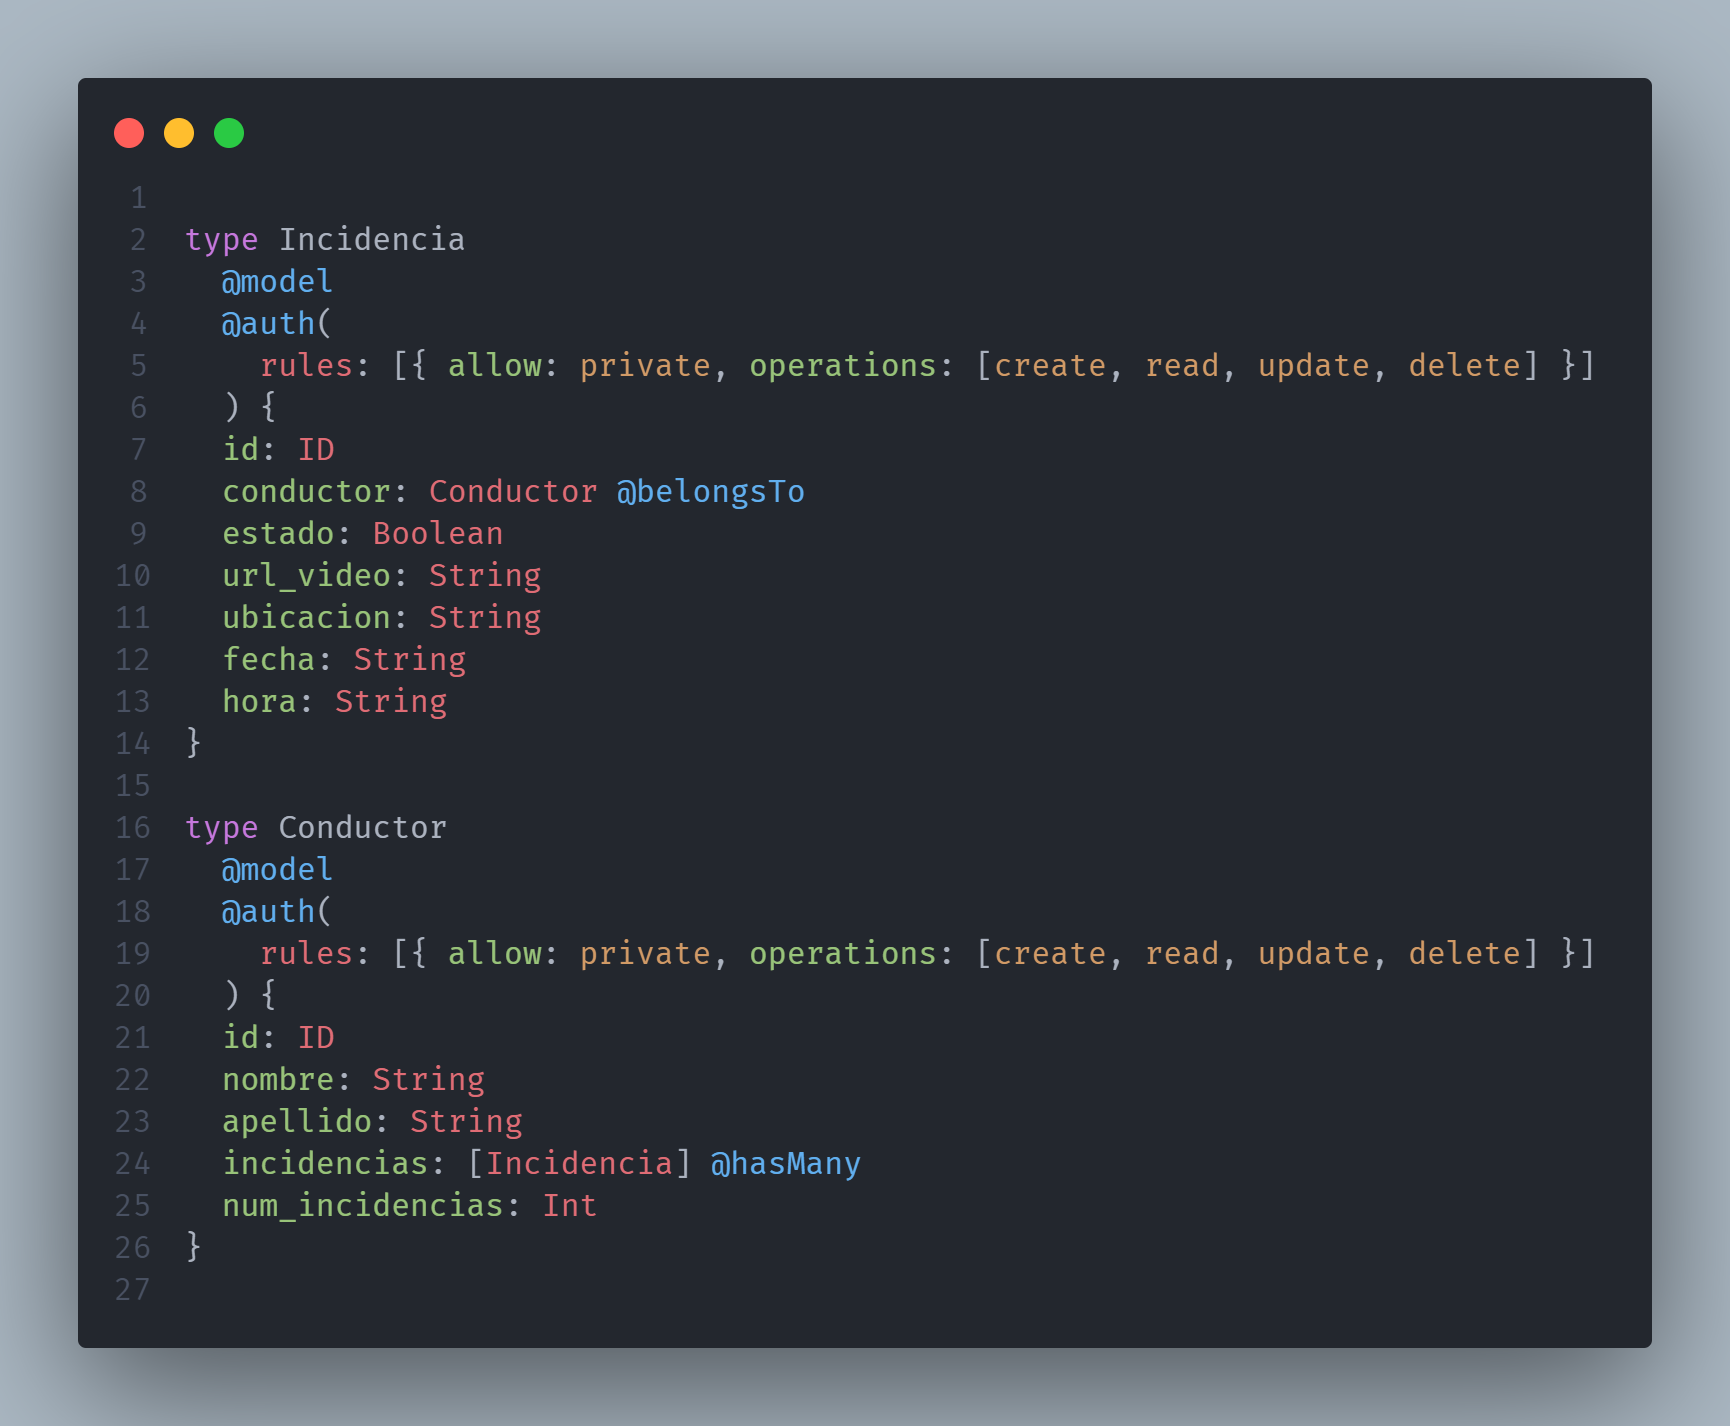 1
2 type Incidencia
3   @model
4   @auth(
5     rules: [{ allow: private, operations: [create, read, update, delete] }]
6   ) {
7   id: ID
8   conductor: Conductor @belongsTo
9   estado: Boolean
10   url_video: String
11   ubicacion: String
12   fecha: String
13   hora: String
14 }
15
16 type Conductor
17   @model
18   @auth(
19     rules: [{ allow: private, operations: [create, read, update, delete] }]
20   ) {
21   id: ID
22   nombre: String
23   apellido: String
24   incidencias: [Incidencia] @hasMany
25   num_incidencias: Int
26 }
27